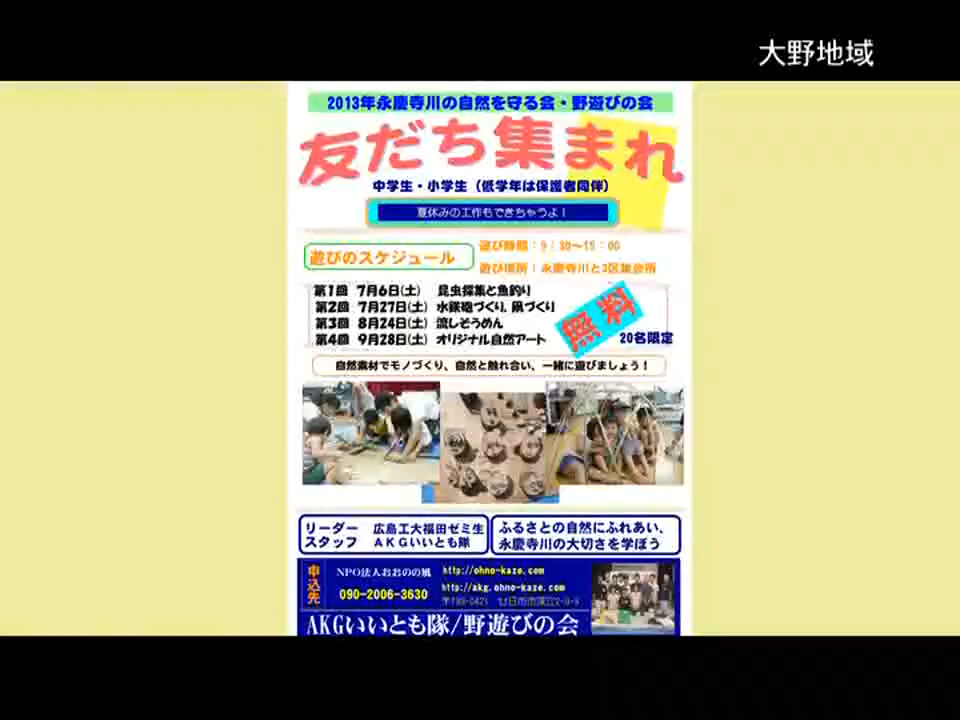 大野地域
2013年永慶寺川の自然を守る会・野遊びの会
友だち集まれ
中学生・小学生（低学年は保護者同伴）
夏休みの工作もできちゃうよ！
遊びのスケジュール
遊び時間：9：30～15：00
遊び場所：永慶寺川と3区集会所
第1回 7月6日(土) 昆虫採集と魚釣り
第2回 7月27日(土) 水鉄砲づくり、凧づくり
第3回 8月24日(土) 流しそうめん
第4回 9月28日(土) オリジナル自然アート
無料
20名限定
自然素材でモノづくり、自然と触れ合い、一緒に遊びましょう！
リーダー 広島工大福田ゼミ生
スタッフ AKGいいとも隊
ふるさとの自然にふれあい、
永慶寺川の大切さを学ぼう
申込先
NPO法人おおのの風
090-2006-3630
http://ohno-kaze.com
http://akg.ohno-kaze.com
AKGいいとも隊/野遊びの会